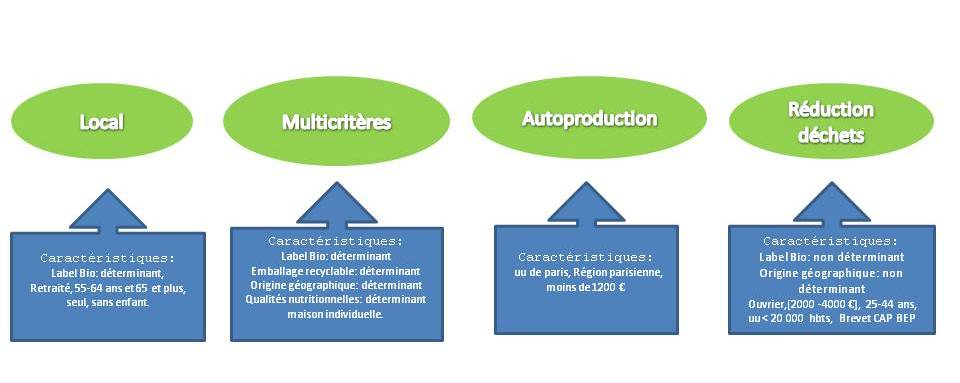 Local
Multicritères
Autoproduction
Réduction
déchets
Caractéristiques:
Label Bio: déterminant,
Retraité, 55-64 ans et 65 et plus,
seul, sans enfant.
Caractéristiques:
Label Bio: déterminant
Emballage recyclable: déterminant
Origine géographique: déterminant
Qualités nutritionnelles: déterminant
maison individuelle.
Caractéristiques:
uu de paris, Région parisienne,
moins de 1200 €
Caractéristiques:
Label Bio: non déterminant
Origine géographique: non
déterminant
Ouvrier,[2000 -4000 €], 25-44 ans,
uu < 20 000 hbts, Brevet CAP BEP